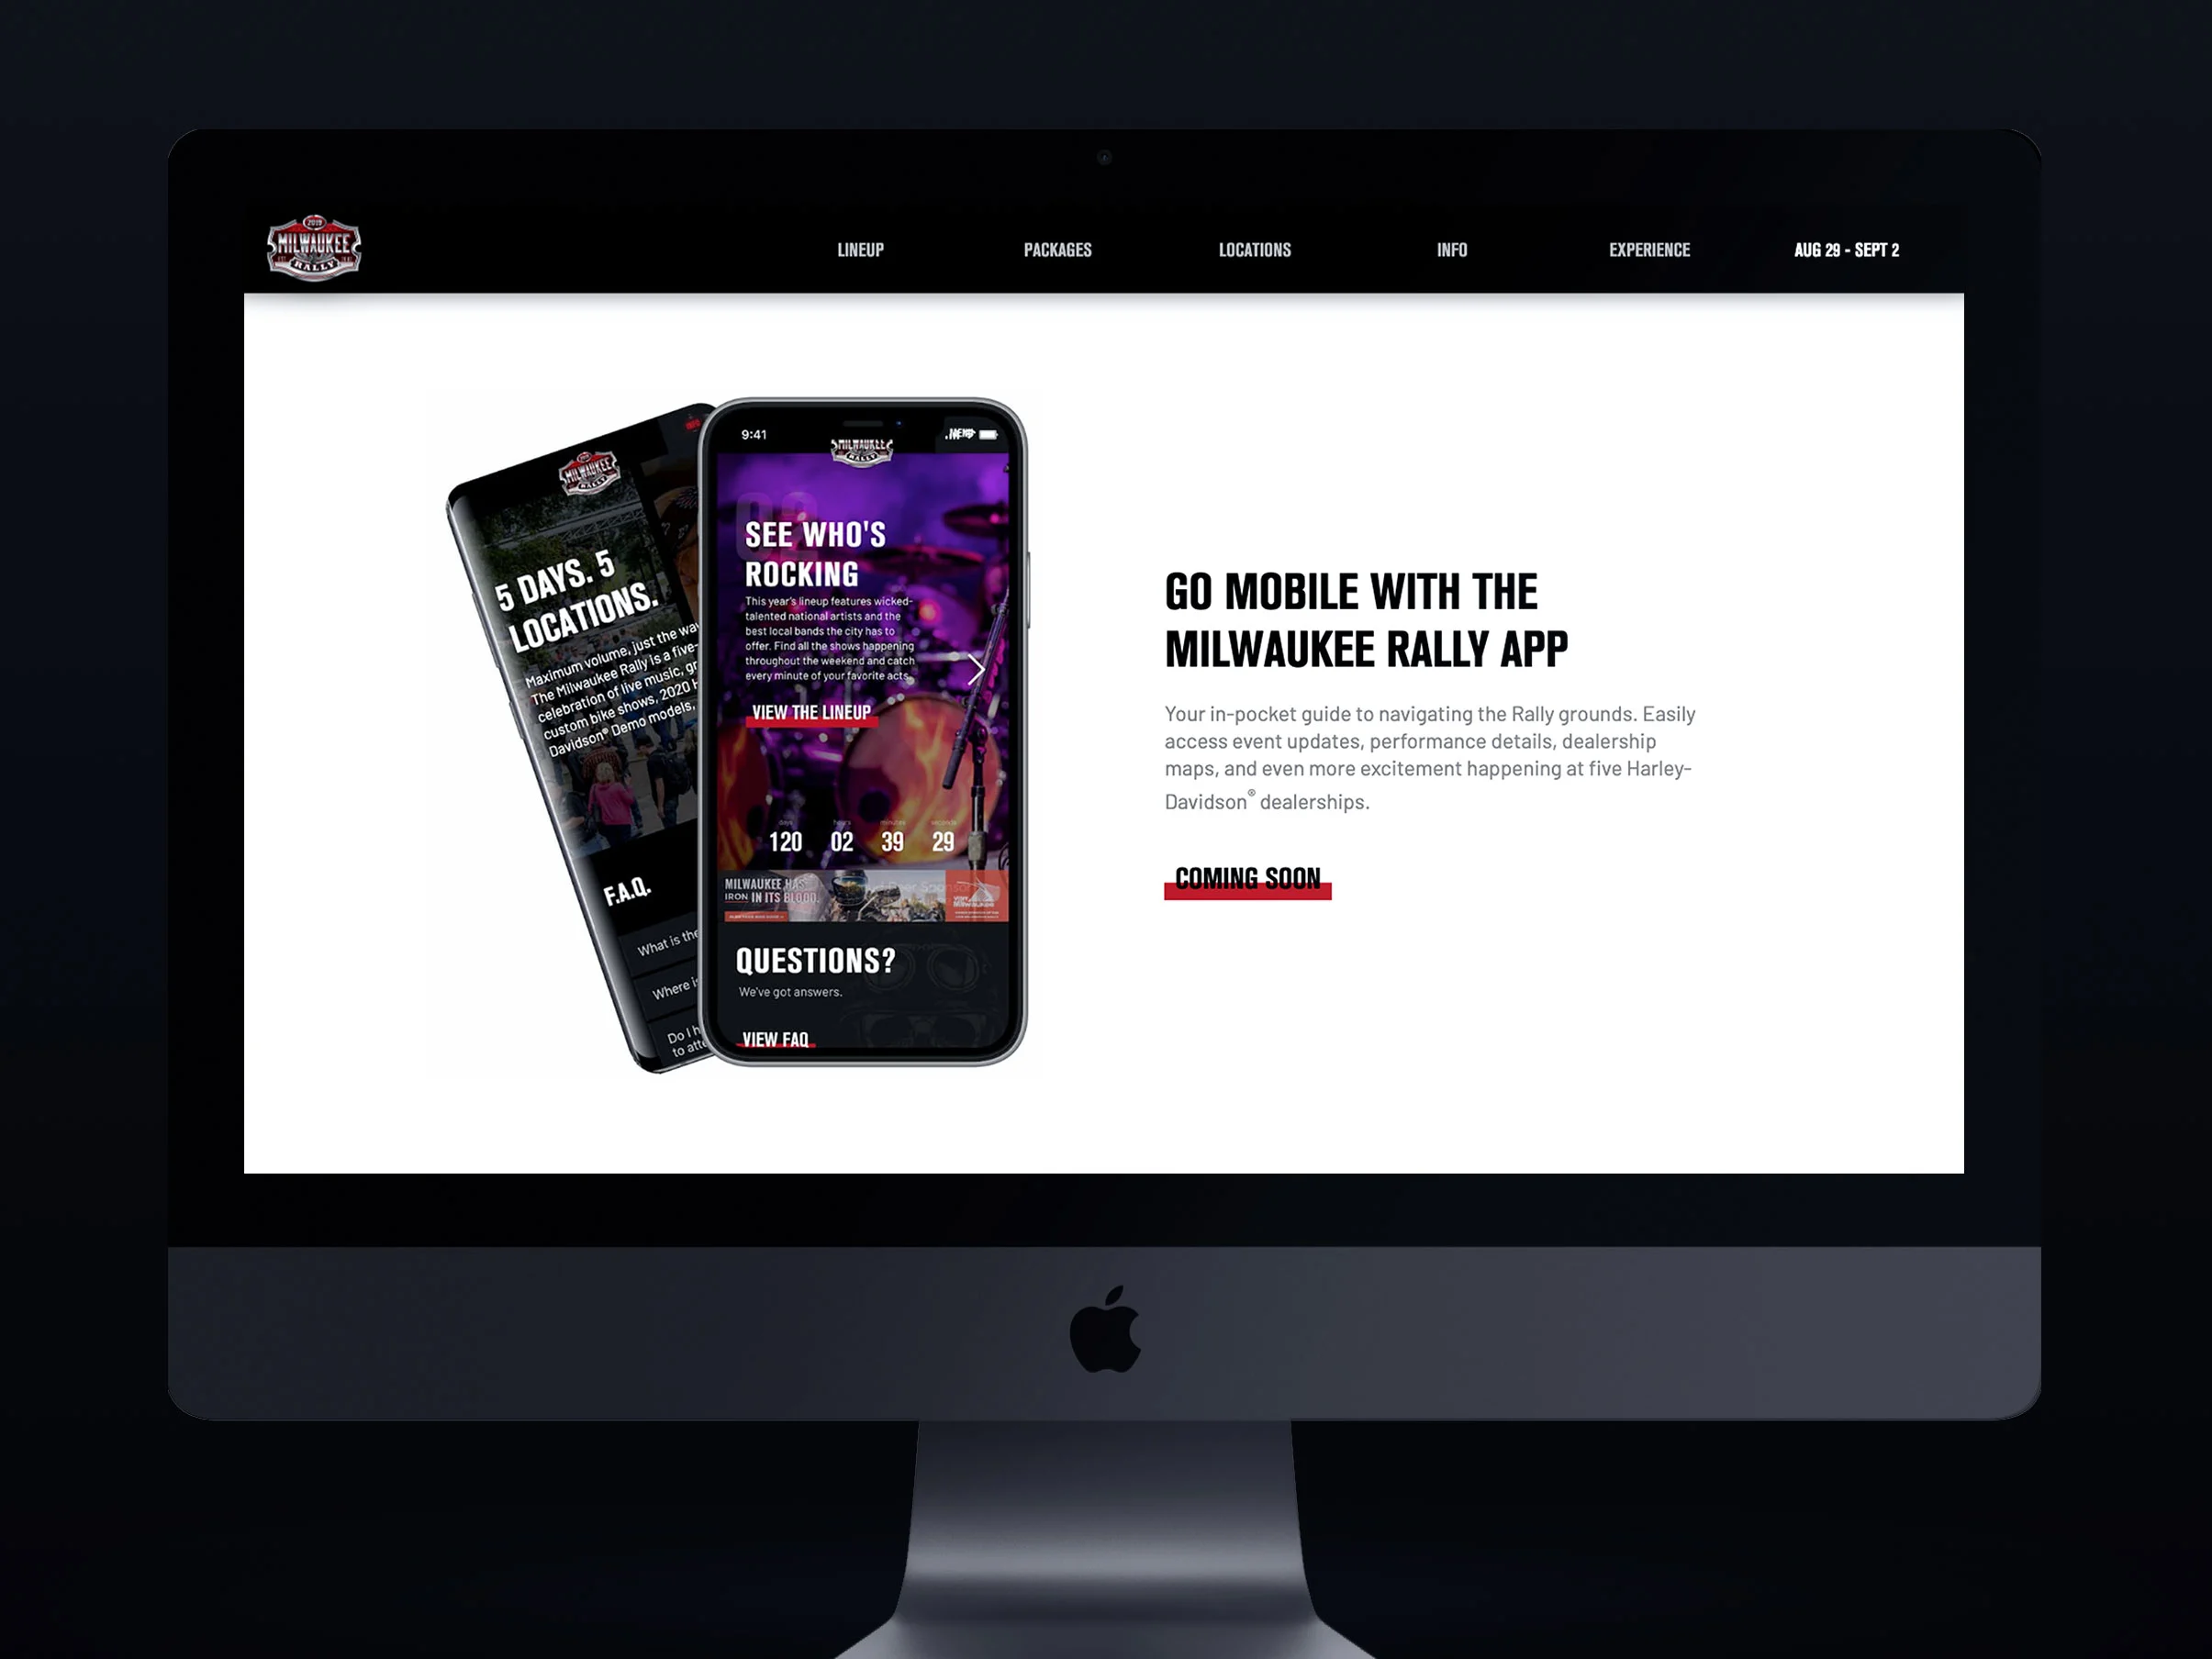 2019
MILWAUKEE
RALLY
LINEUP
PACKAGES
LOCATIONS
INFO
EXPERIENCE
AUG 29 - SEPT 2
INFO
MILWAUKEE
RALLY
5 DAYS. 5
LOCATIONS.
Maximum volume, just the wa
The Milwaukee Rally is a five-
celebration of live music, gr
custom bike shows, 2020 H
Davidson® Demo models,
F.A.Q.
What is the
Where i
Do I h
to atte
9:41
MILWAUKEE
RALLY
02
SEE WHO'S
ROCKING
This year's lineup features wicked-
talented national artists and the
best local bands the city has to
offer. Find all the shows happening
throughout the weekend and catch
every minute of your favorite acts.
VIEW THE LINEUP
days hours minutes seconds
120 02 39 29
MILWAUKEE HAS
IRON IN ITS BLOOD.
QUESTIONS?
We've got answers.
VIEW FAQ
GO MOBILE WITH THE
MILWAUKEE RALLY APP
Your in-pocket guide to navigating the Rally grounds. Easily
access event updates, performance details, dealership
maps, and even more excitement happening at five Harley-
Davidson® dealerships.
COMING SOON